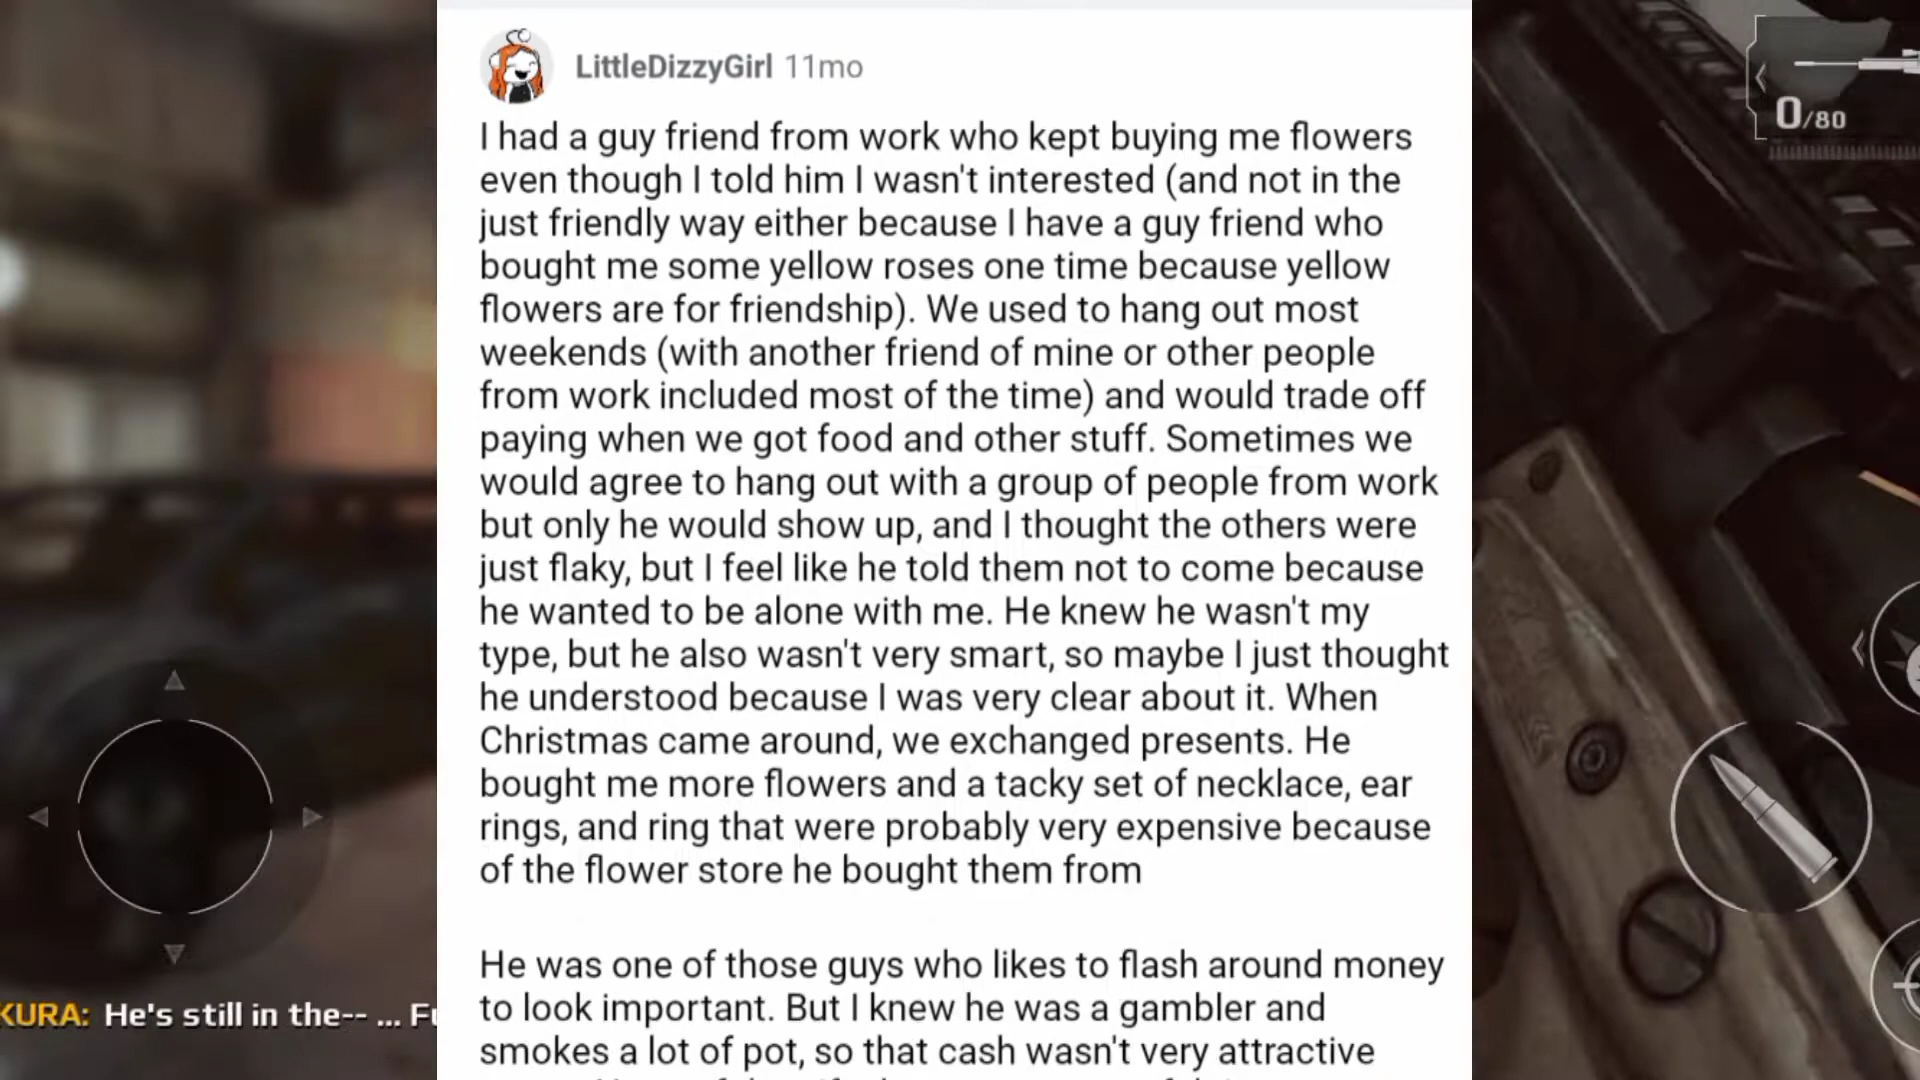 LittleDizzyGirl 11mo
I had a guy friend from work who kept buying me flowers
even though I told him I wasn't interested (and not in the
just friendly way either because I have a guy friend who
bought me some yellow roses one time because yellow
flowers are for friendship). We used to hang out most
weekends (with another friend of mine or other people
from work included most of the time) and would trade off
paying when we got food and other stuff. Sometimes we
would agree to hang out with a group of people from work
but only he would show up, and I thought the others were
just flaky, but I feel like he told them not to come because
he wanted to be alone with me. He knew he wasn't my
type, but he also wasn't very smart, so maybe I just thought
he understood because I was very clear about it. When
Christmas came around, we exchanged presents. He
bought me more flowers and a tacky set of necklace, ear
rings, and ring that were probably very expensive because
of the flower store he bought them from
He was one of those guys who likes to flash around money
to look important. But I knew he was a gambler and
smokes a lot of pot, so that cash wasn't very attractive
0/80
KURA: He's still in the-- ...